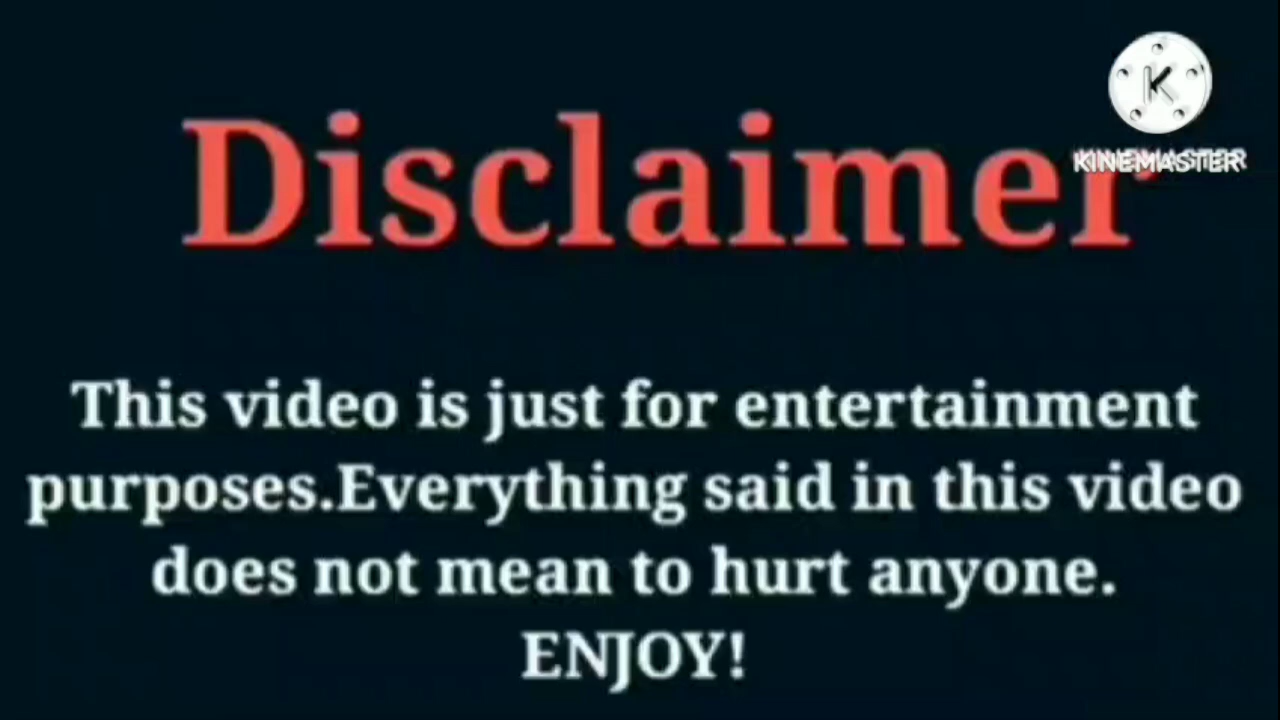 K
KINEMASTER
Disclaimer
This video is just for entertainment
purposes.Everything said in this video
does not mean to hurt anyone.
ENJOY!